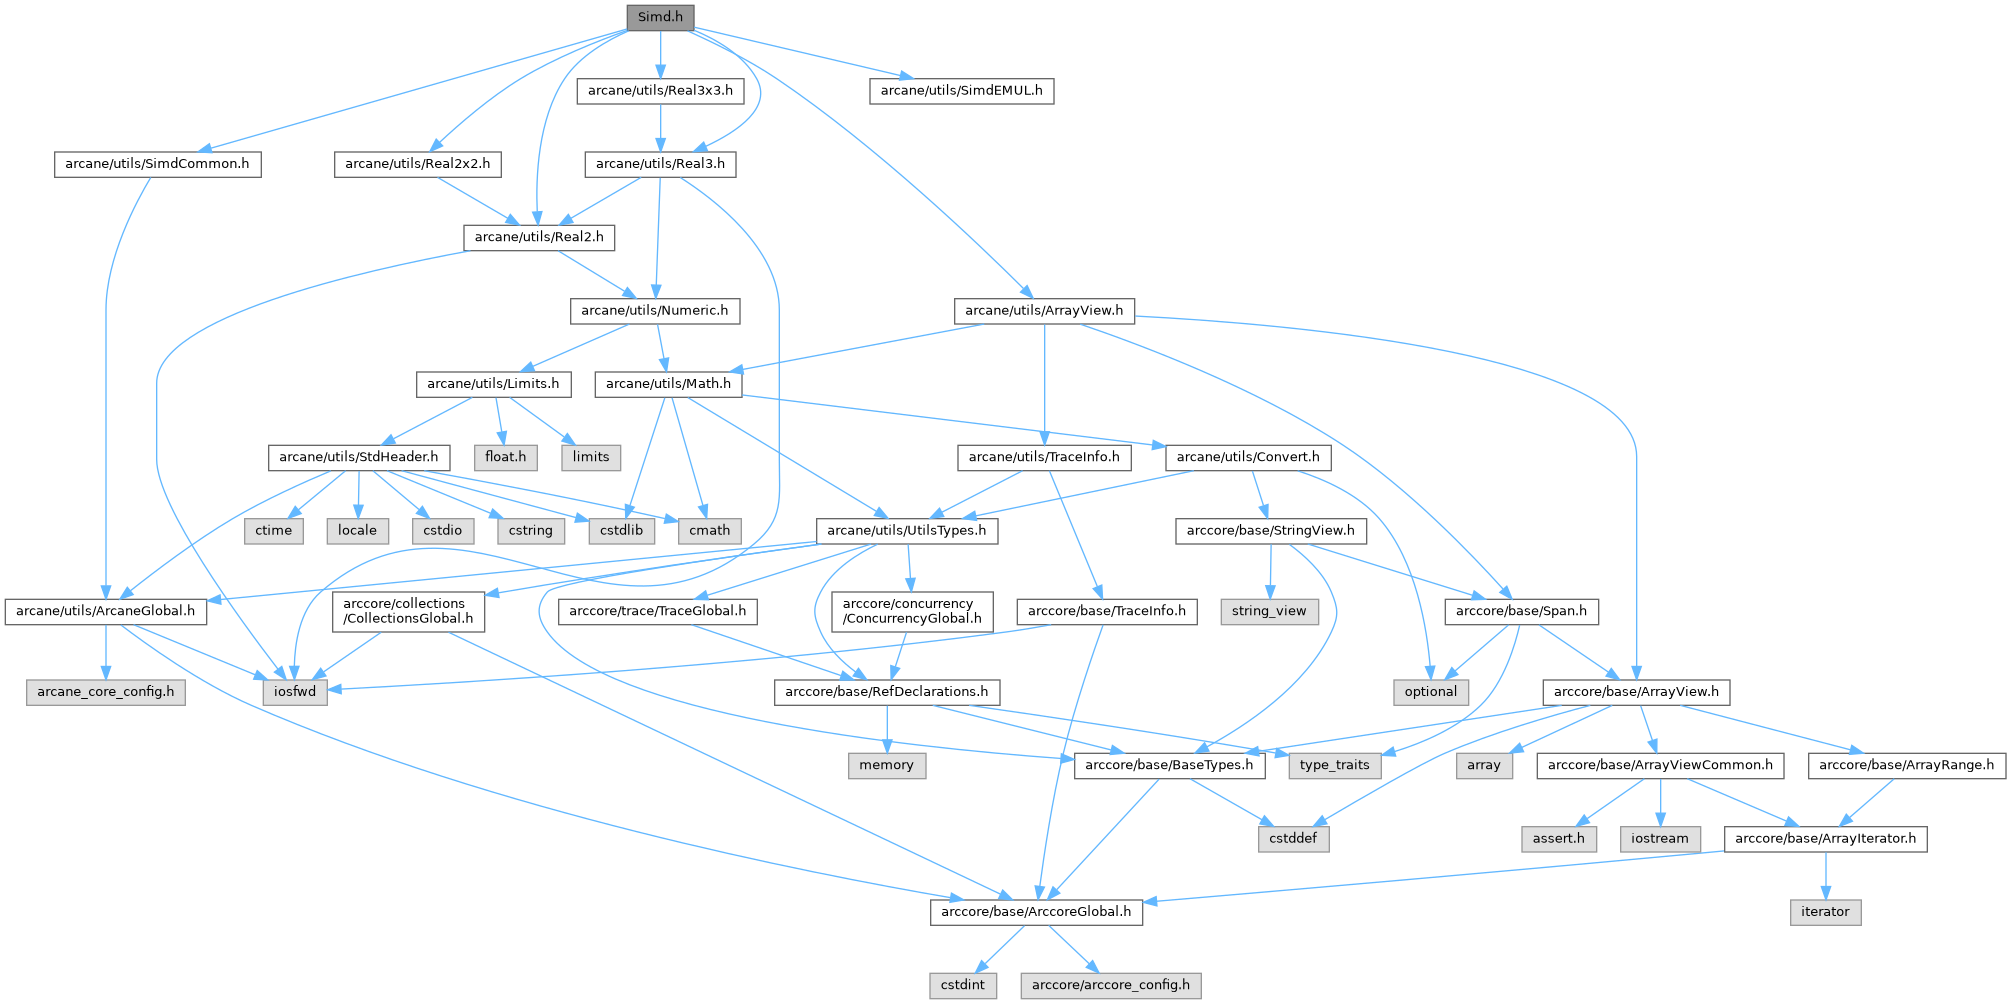 Simd.h
arcane/utils/Real3x3.h
arcane/utils/SimdEMUL.h
arcane/utils/SimdCommon.h
arcane/utils/Real2x2.h
arcane/utils/Real3.h
arcane/utils/Real2.h
arcane/utils/Numeric.h
arcane/utils/ArrayView.h
arcane/utils/Limits.h
arcane/utils/Math.h
arcane/utils/StdHeader.h
float.h
limits
arcane/utils/TraceInfo.h
arcane/utils/Convert.h
ctime
locale
cstdio
cstring
cstdlib
cmath
arcane/utils/UtilsTypes.h
arccore/base/StringView.h
arcane/utils/ArcaneGlobal.h
arccore/collections
/CollectionsGlobal.h
arccore/trace/TraceGlobal.h
arccore/concurrency
/ConcurrencyGlobal.h
arccore/base/TraceInfo.h
string_view
arccore/base/Span.h
arcane_core_config.h
iosfwd
arccore/base/RefDeclarations.h
optional
arccore/base/ArrayView.h
memory
arccore/base/BaseTypes.h
type_traits
array
arccore/base/ArrayViewCommon.h
arccore/base/ArrayRange.h
cstddef
assert.h
iostream
arccore/base/ArrayIterator.h
arccore/base/ArccoreGlobal.h
iterator
cstdint
arccore/arccore_config.h